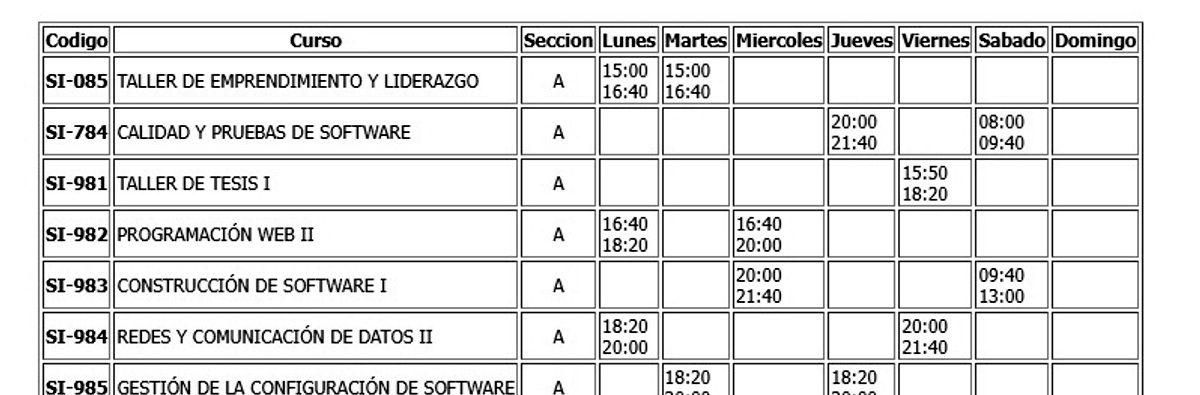 Codigo Curso Seccion Lunes Martes Miercoles Jueves Viernes Sabado Domingo
SI-085 TALLER DE EMPRENDIMIENTO Y LIDERAZGO A 15:00 16:40 15:00 16:40
SI-784 CALIDAD Y PRUEBAS DE SOFTWARE A 20:00 21:40 08:00 09:40
SI-981 TALLER DE TESIS I A 15:50 18:20
SI-982 PROGRAMACIÓN WEB II A 16:40 18:20 16:40 20:00
SI-983 CONSTRUCCIÓN DE SOFTWARE I A 20:00 21:40 09:40 13:00
SI-984 REDES Y COMUNICACIÓN DE DATOS II A 18:20 20:00 20:00 21:40
SI-985 GESTIÓN DE LA CONFIGURACIÓN DE SOFTWARE A 18:20 18:20